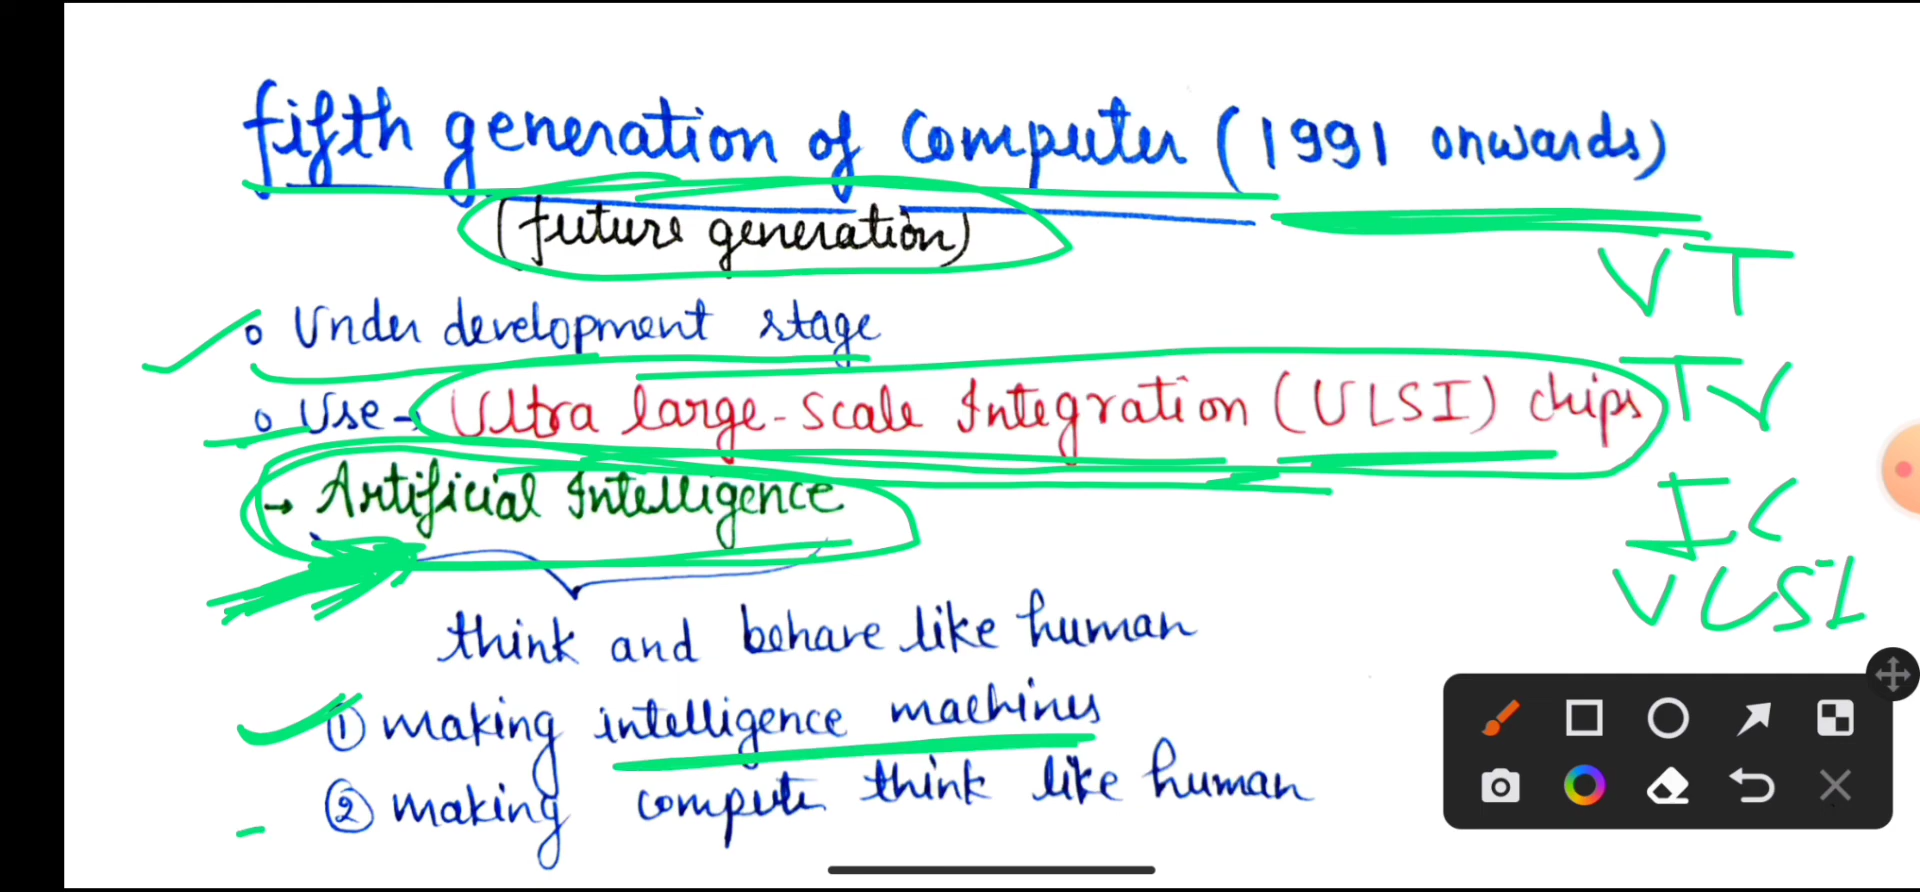 fifth generation of Computer (1991 onwards)
(future generation)
VT
Under development stage
Use → Ultra large-Scale Integration (ULSI) chips
TV
→ Artificial Intelligence
IC
VLSI
think and behave like human
① making intelligence machines
② making compute think like human